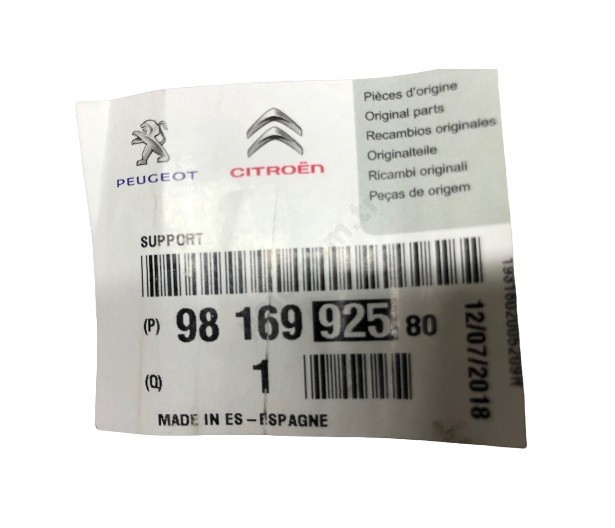 PEUGEOT
CITROËN
Pièces d'origine
Original parts
Recambios originales
Originalteile
Ricambi originali
Peças de origem
SUPPORT
(P) 98 169 925 80
(Q) 1
12/07/2018
MADE IN ES-ESPAGNE